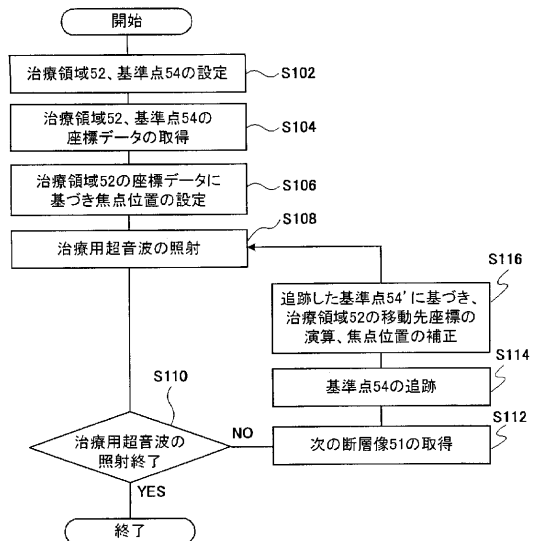 開始
治療領域52、基準点54の設定
S102
治療領域52、基準点54の
座標データの取得
S104
治療領域52の座標データに
基づき焦点位置の設定
S106
治療用超音波の照射
S108
追跡した基準点54'に基づき、
治療領域52の移動先座標の
演算、焦点位置の補正
S116
基準点54の追跡
S114
次の断層像51の取得
S112
治療用超音波の
照射終了
S110
NO
YES
終了